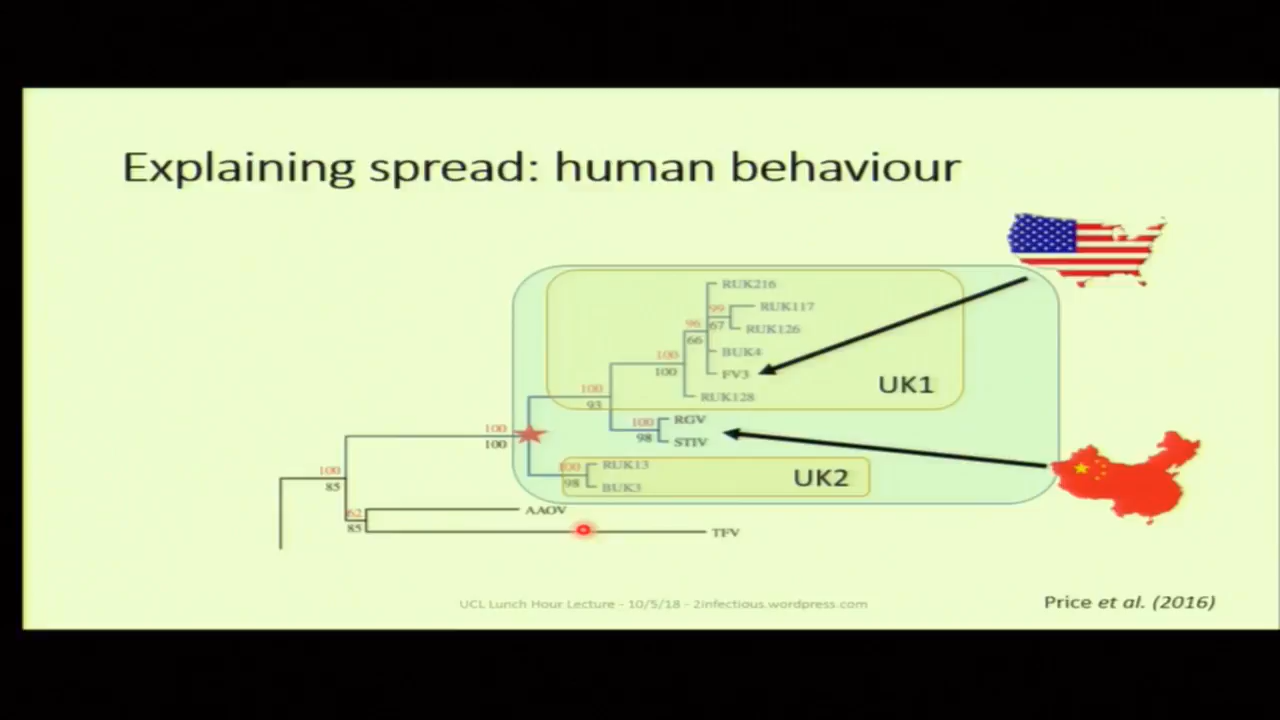 Explaining spread: human behaviour
RUK216
99
RUK117
96
67
RUK126
66
BUK4
100
100
FV3
UK1
100
RUK128
93
RGV
100
100
98
STIV
100
100
RUK13
UK2
100
98
BUK3
85
62
AAOV
85
TFV
UCL Lunch Hour Lecture - 10/5/18 - 2infectious.wordpress.com
Price et al. (2016)